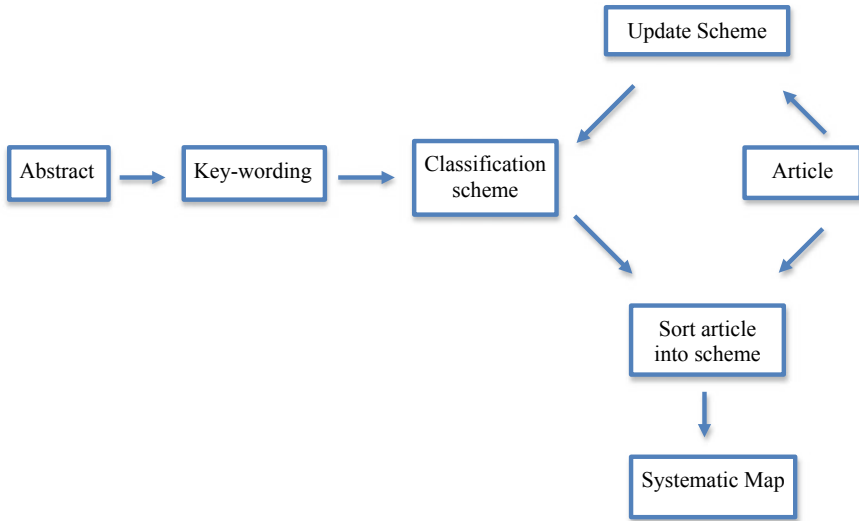 Update Scheme
Abstract
Key-wording
Classification
scheme
Article
Sort article
into scheme
Systematic Map